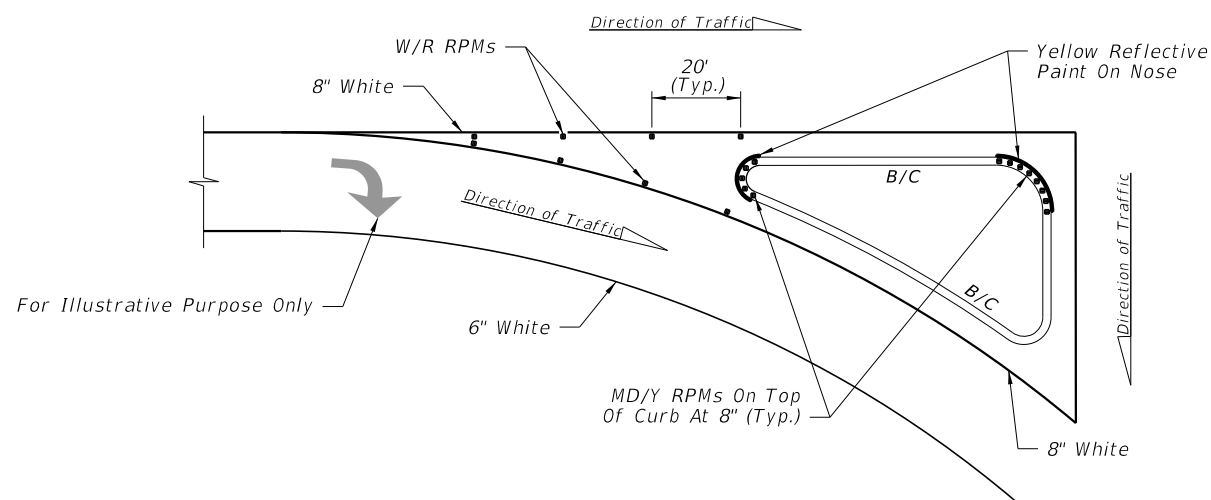 Direction of Traffic
W/R RPMs
Yellow Reflective
Paint On Nose
20'
(Typ.)
8" White
B/C
Direction of Traffic
Direction of Traffic
For Illustrative Purpose Only
B/C
6" White
MD/Y RPMs On Top
Of Curb At 8" (Typ.)
8" White